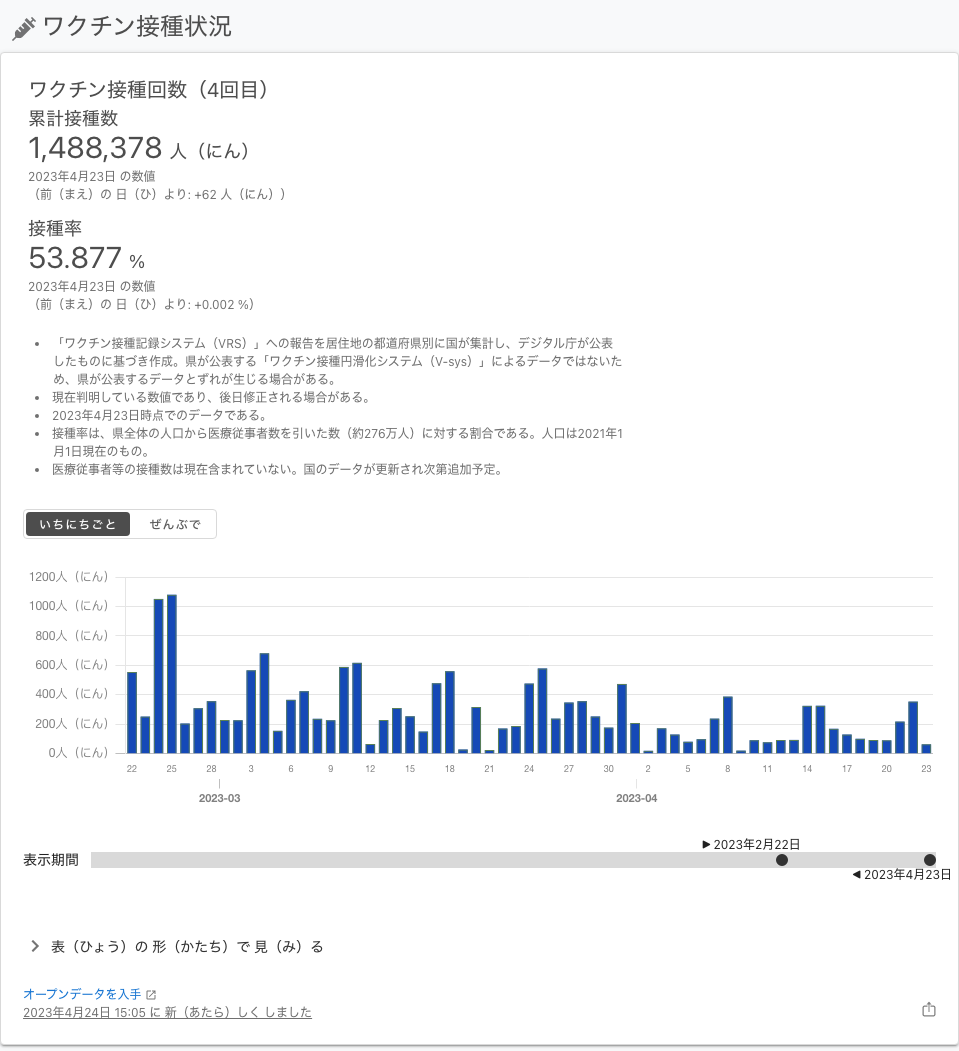 ワクチン接種状況
ワクチン接種回数（4回目）
累計接種数
1,488,378 人（にん）
2023年4月23日 の数値
（前（まえ）の 日（ひ）より: +62 人（にん））
接種率
53.877 %
2023年4月23日 の数値
（前（まえ）の 日（ひ）より: +0.002 %）
• 「ワクチン接種記録システム（VRS）」への報告を居住地の都道府県別に国が集計し、デジタル庁が公表
したものに基づき作成。県が公表する「ワクチン接種円滑化システム（V-sys）」によるデータではないた
め、県が公表するデータとずれが生じる場合がある。
• 現在判明している数値であり、後日修正される場合がある。
• 2023年4月23日時点でのデータである。
• 接種率は、県全体の人口から医療従事者数を引いた数（約276万人）に対する割合である。人口は2021年1
月1日現在のもの。
• 医療従事者等の接種数は現在含まれていない。国のデータが更新され次第追加予定。
いちにちごと ぜんぶで
1200人（にん）
1000人（にん）
800人（にん）
600人（にん）
400人（にん）
200人（にん）
0人（にん）
22 25 28 3 6 9 12 15 18 21 24 27 30 2 5 8 11 14 17 20 23
2023-03 2023-04
▶ 2023年2月22日
表示期間
◀ 2023年4月23日
表（ひょう）の 形（かたち）で 見（み）る
オープンデータを入手
2023年4月24日 15:05 に 新（あたら）しく しました